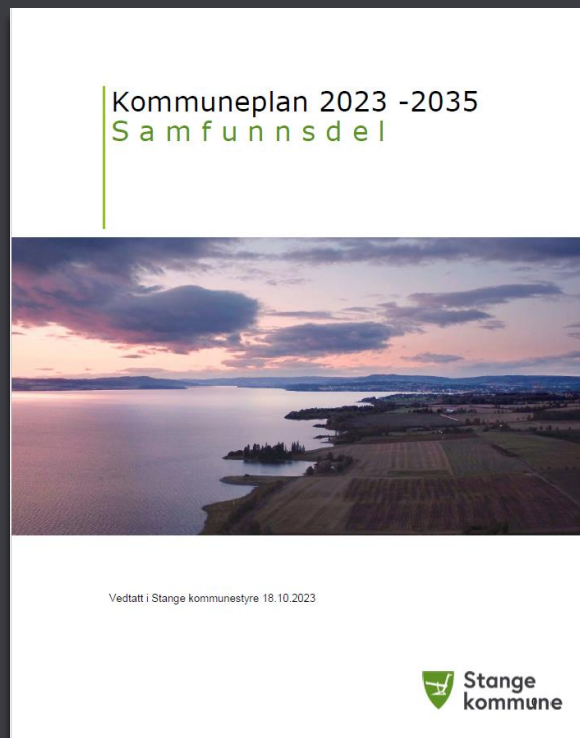 Kommuneplan 2023 -2035
Samfunnsdel
Vedtatt i Stange kommunestyre 18.10.2023
Stange
kommune